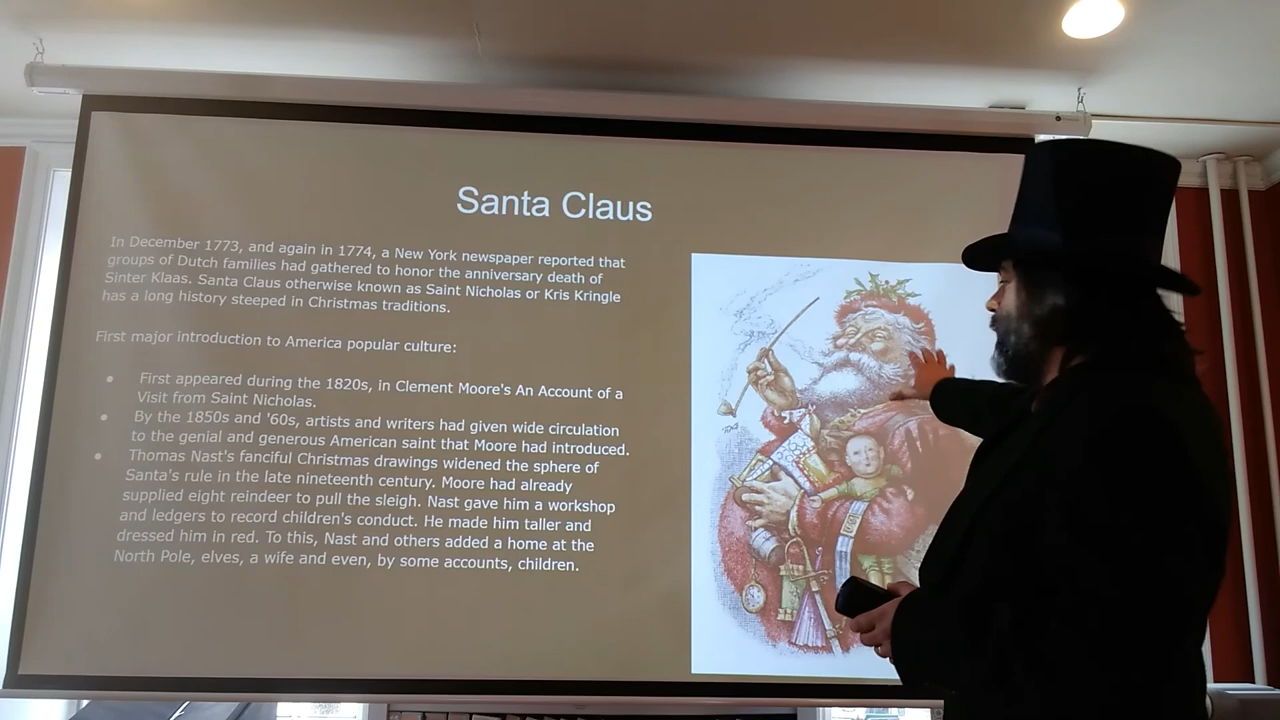 Santa Claus
In December 1773, and again in 1774, a New York newspaper reported that
groups of Dutch families had gathered to honor the anniversary death of
Sinter Klaas. Santa Claus otherwise known as Saint Nicholas or Kris Kringle
has a long history steeped in Christmas traditions.
First major introduction to America popular culture:
• First appeared during the 1820s, in Clement Moore's An Account of a
Visit from Saint Nicholas.
• By the 1850s and '60s, artists and writers had given wide circulation
to the genial and generous American saint that Moore had introduced.
• Thomas Nast's fanciful Christmas drawings widened the sphere of
Santa's rule in the late nineteenth century. Moore had already
supplied eight reindeer to pull the sleigh. Nast gave him a workshop
and ledgers to record children's conduct. He made him taller and
dressed him in red. To this, Nast and others added a home at the
North Pole, elves, a wife and even, by some accounts, children.